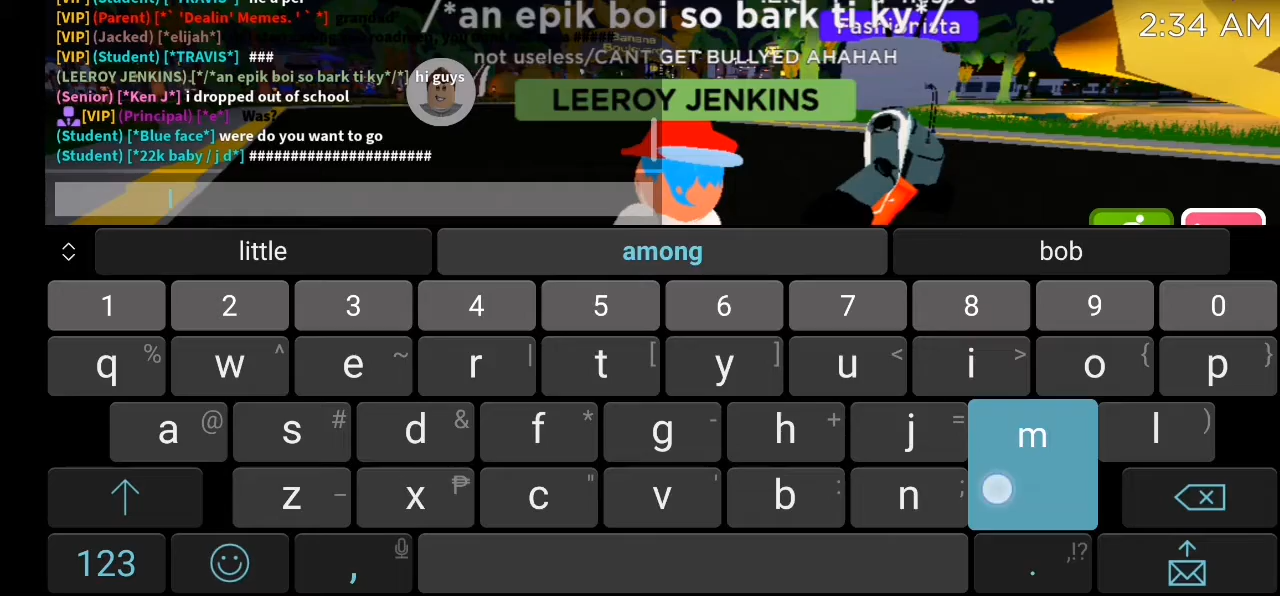 /*an epik boi so bark ti ky*/
2:34 AM
Fashionista
[VIP] (Parent) [*` 'Dealin' Memes. ' ` *] grandad
[VIP] (Jacked) [*elijah*]
Banana
not useless/CANT GET BULLYED AHAHAH
[VIP] (Student) [*TRAVIS*] ###
(LEEROY JENKINS) [*/*an epik boi so bark ti ky*/*] hi guys
LEEROY JENKINS
(Senior) [*Ken J*] i dropped out of school
[VIP] (Principal) [*e*] Was?
(Student) [*Blue face*] were do you want to go
(Student) [*22k baby / j d*] ######################
little among bob
1 2 3 4 5 6 7 8 9 0
q % w ^ e ~ r | t [ y ] u < i > o { p }
a @ s # d & f * g - h + j = m l )
z _ x ₱ c " v ' b : n ;
123 , . ,!?